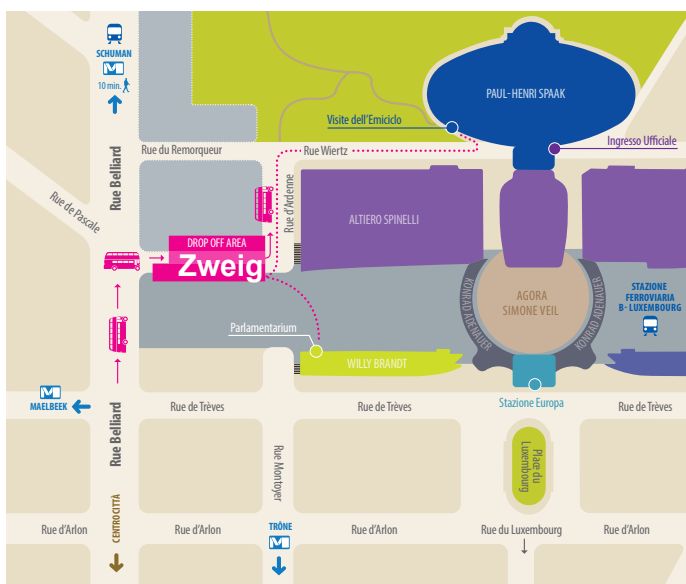 SCHUMAN
10 min.
Rue Belliard
Rue de Pascale
Rue du Remorqueur
Rue Wiertz
Rue d'Ardenne
Visite dell'Emiciclo
PAUL-HENRI SPAAK
Ingresso Ufficiale
ALTIERO SPINELLI
DROP OFF AREA
Zweig
KONRAD ADENAUER
AGORA
SIMONE VEIL
KONRAD ADENAUER
STAZIONE
FERROVIARIA
B- LUXEMBOURG
Parlamentarium
WILLY BRANDT
MAELBEEK
Rue de Trèves
Rue de Trèves
Stazione Europa
Rue de Trèves
Rue Belliard
Rue Montoyer
Place du
Luxembourg
CENTROCITTÀ
Rue d'Arlon
Rue d'Arlon
TRÔNE
Rue d'Arlon
Rue du Luxembourg
Rue d'Arlon